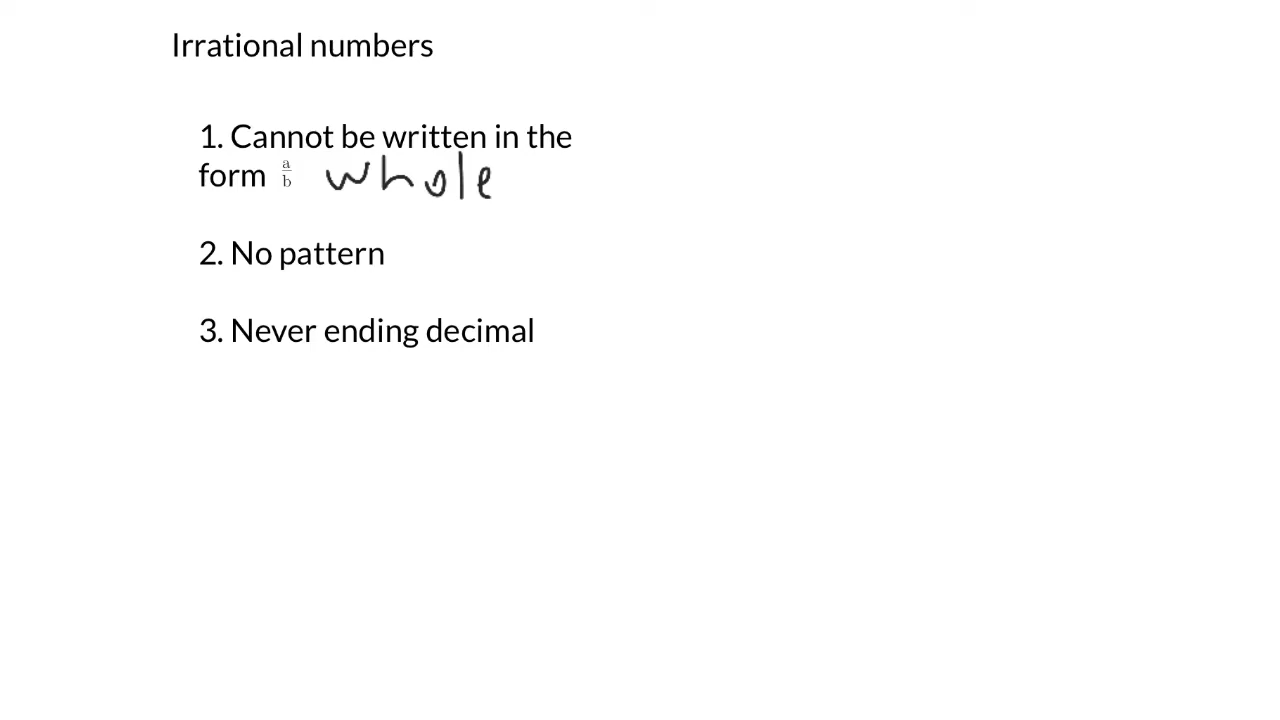 Irrational numbers
1. Cannot be written in the
form a/b whole
2. No pattern
3. Never ending decimal